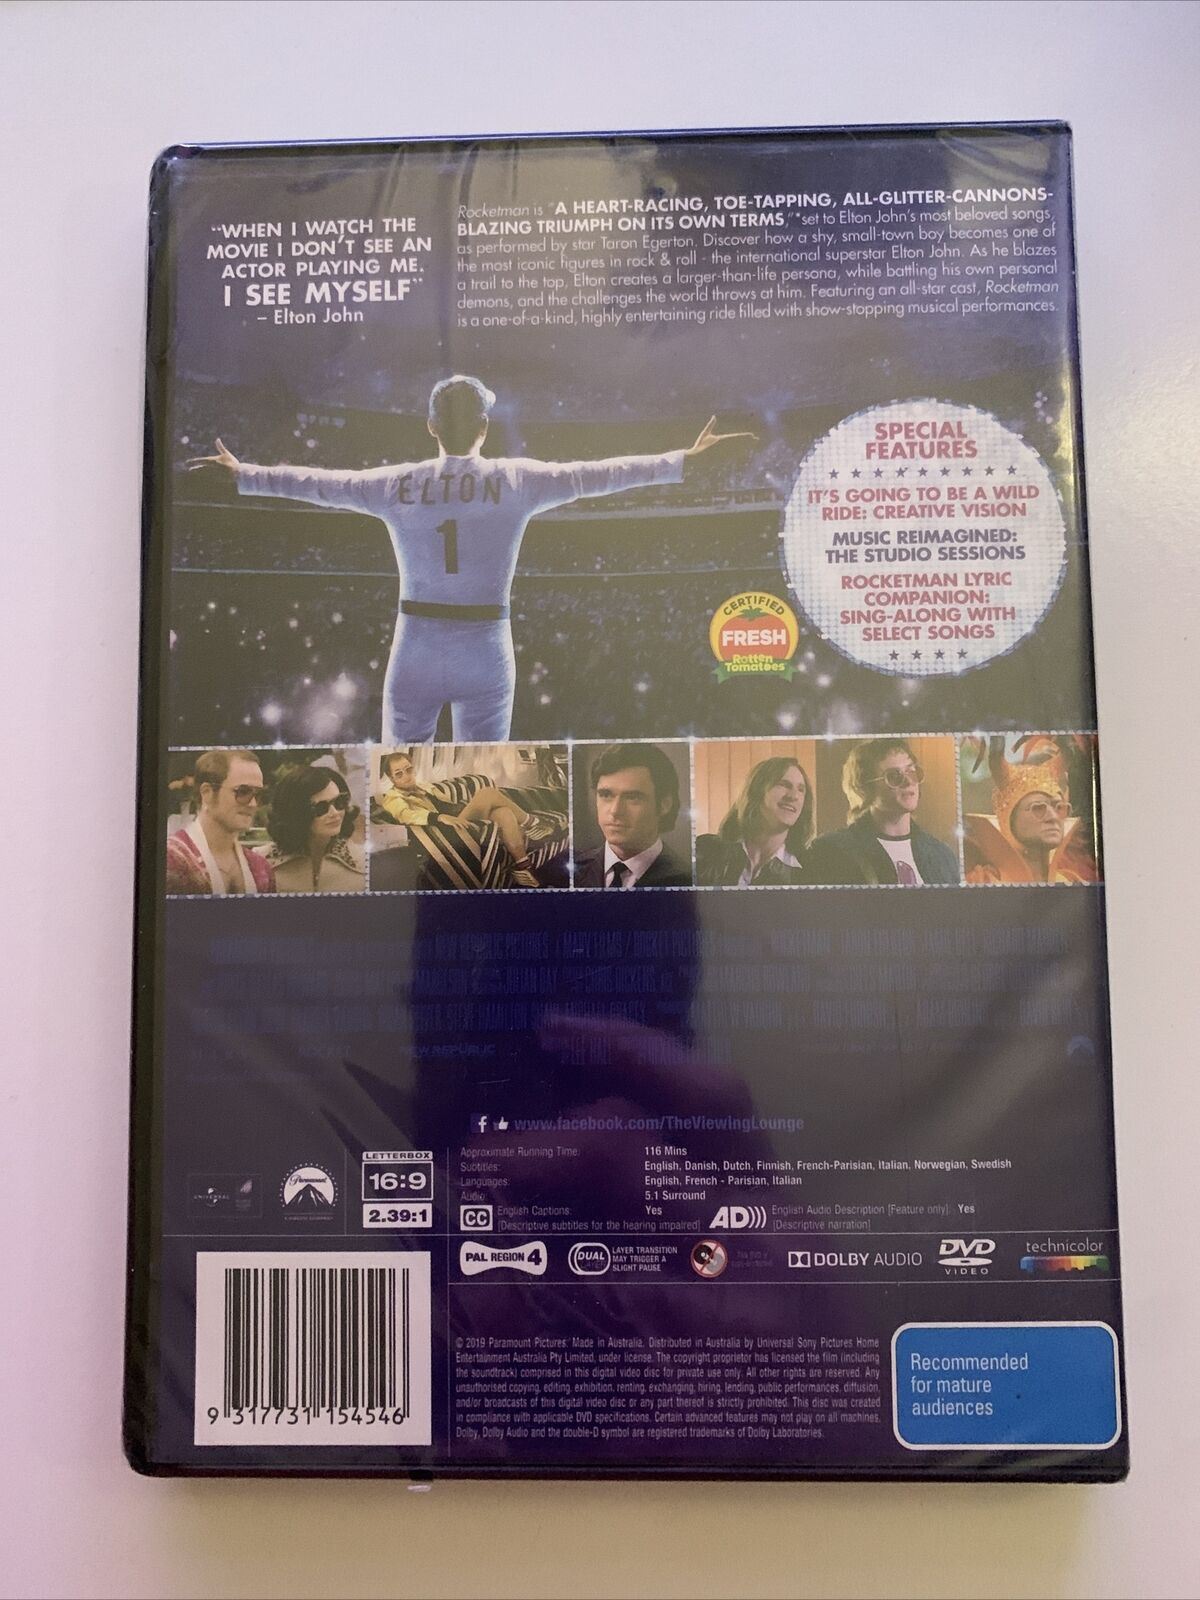 "WHEN I WATCH THE
MOVIE I DON'T SEE AN
ACTOR PLAYING ME.
I SEE MYSELF"
– Elton John
Rocketman is "A HEART-RACING, TOE-TAPPING, ALL-GLITTER-CANNONS-
BLAZING TRIUMPH ON ITS OWN TERMS,"* set to Elton John's most beloved songs,
as performed by star Taron Egerton. Discover how a shy, small-town boy becomes one of
the most iconic figures in rock & roll - the international superstar Elton John. As he blazes
a trail to the top, Elton creates a larger-than-life persona, while battling his own personal
demons, and the challenges the world throws at him. Featuring an all-star cast, Rocketman
is a one-of-a-kind, highly entertaining ride filled with show-stopping musical performances.
ELTON
1
SPECIAL
FEATURES
IT'S GOING TO BE A WILD
RIDE: CREATIVE VISION
MUSIC REIMAGINED:
THE STUDIO SESSIONS
ROCKETMAN LYRIC
COMPANION:
SING-ALONG WITH
SELECT SONGS
CERTIFIED
FRESH
Rotten
Tomatoes
NEW REPUBLIC PICTURES
JULIAN DAY CHRIS DICKENS
NEW REPUBLIC
LEE HALL
www.facebook.com/TheViewingLounge
UNIVERSAL
Paramount
LETTERBOX
16:9
2.39:1
Approximate Running Time: 116 Mins
Subtitles: English, Danish, Dutch, Finnish, French-Parisian, Italian, Norwegian, Swedish
Languages: English, French - Parisian, Italian
Audio: 5.1 Surround
CC English Captions: Yes
[Descriptive subtitles for the hearing impaired]
AD))) English Audio Description [Feature only]: Yes
[Descriptive narration]
PAL REGION 4
DUAL LAYER
LAYER TRANSITION
MAY TRIGGER A
SLIGHT PAUSE
DOLBY AUDIO
DVD
VIDEO
technicolor
9 317731 154546
© 2019 Paramount Pictures. Made in Australia. Distributed in Australia by Universal Sony Pictures Home
Entertainment Australia Pty Limited, under license. The copyright proprietor has licensed the film (including
the soundtrack) comprised in this digital video disc for private use only. All other rights are reserved. Any
unauthorised copying, editing, exhibition, renting, exchanging, hiring, lending, public performances, diffusion,
and/or broadcasts of this digital video disc or any part thereof is strictly prohibited. This disc was created
in compliance with applicable DVD specifications. Certain advanced features may not play on all machines.
Dolby, Dolby Audio and the double-D symbol are registered trademarks of Dolby Laboratories.
Recommended
for mature
audiences